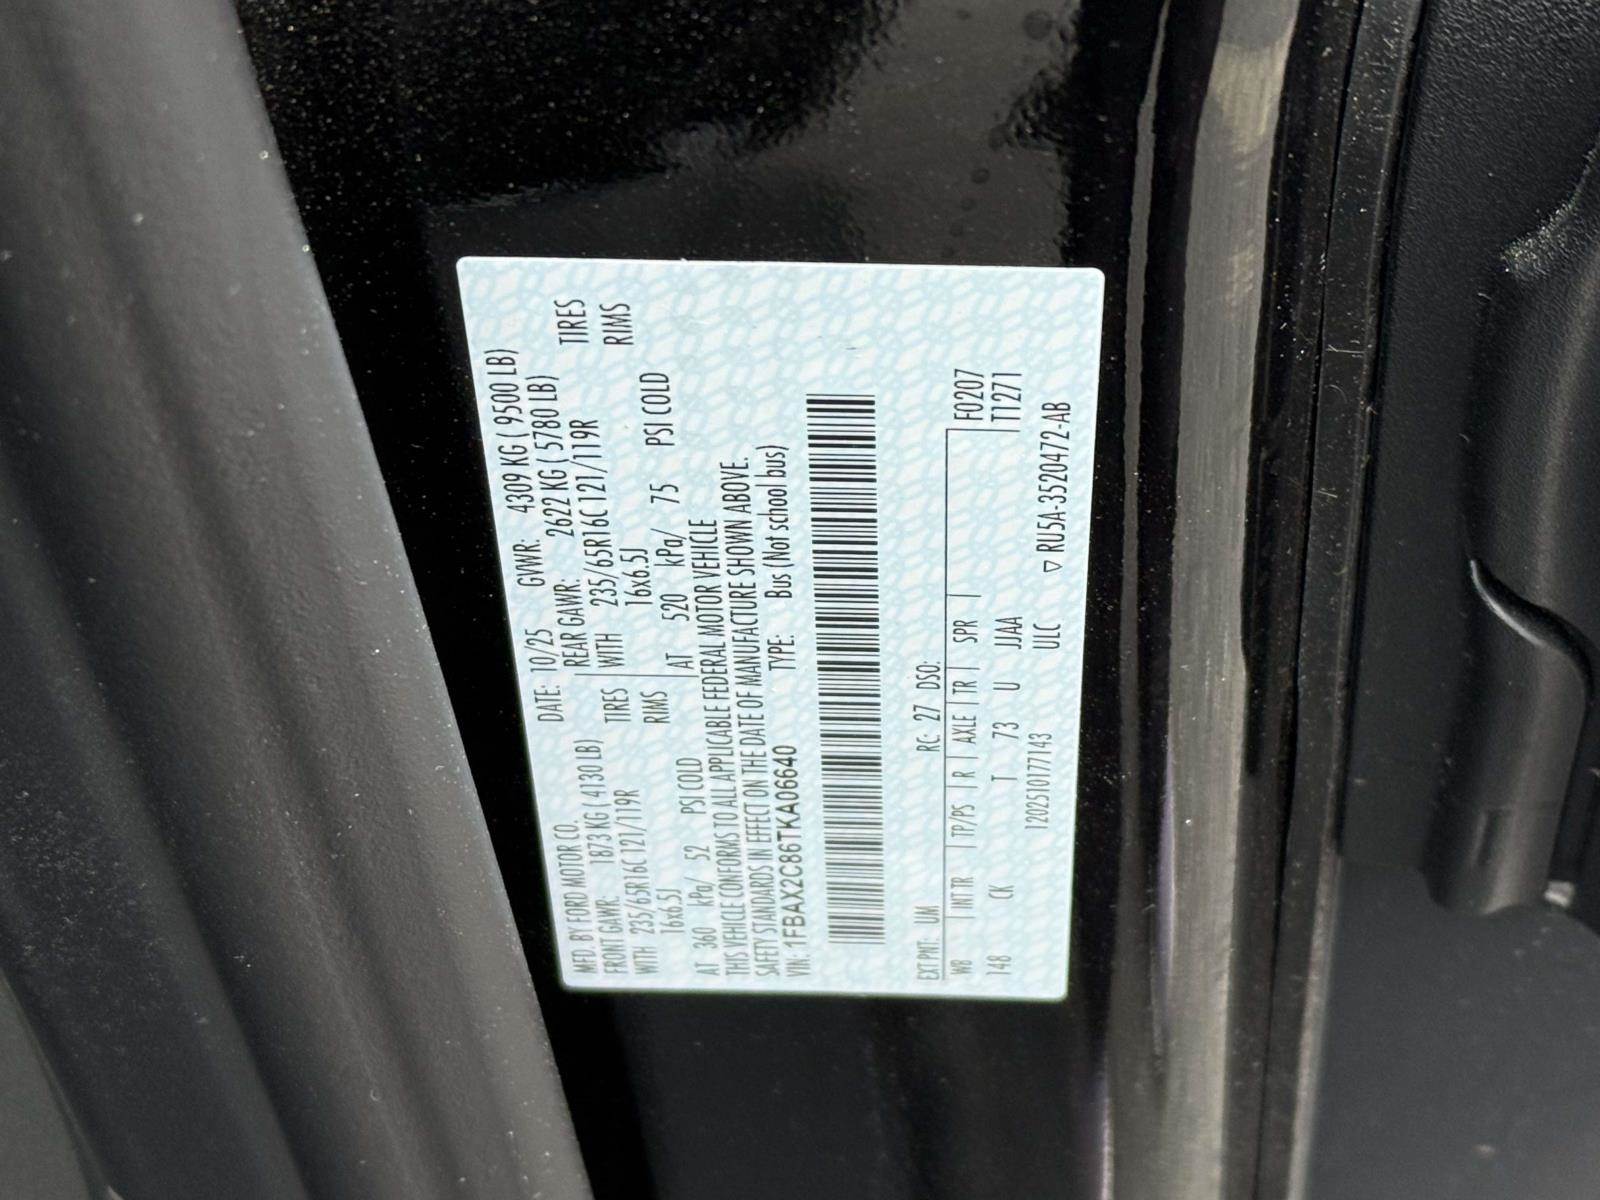 MFD. BY FORD MOTOR CO.
DATE: 10/25 GVWR: 4309 KG ( 9500 LB)
FRONT GAWR: 1873 KG ( 4130 LB)
REAR GAWR: 2622 KG ( 5780 LB)
WITH 235/65R16C 121/119R TIRES
WITH 235/65R16C 121/119R TIRES
16x6.5J RIMS
16x6.5J RIMS
AT 360 kPa/ 52 PSI COLD
AT 520 kPa/ 75 PSI COLD
THIS VEHICLE CONFORMS TO ALL APPLICABLE FEDERAL MOTOR VEHICLE
SAFETY STANDARDS IN EFFECT ON THE DATE OF MANUFACTURE SHOWN ABOVE.
VIN: 1FBAX2C86TKA06640 TYPE: Bus (Not school bus)
EXT PNT: UM RC: 27 DSO: F0207
WB INT TR TP/PS R AXLE TR SPR T1271
148 CK T 73 U JJAA
1202510177143 ULC ▽ RU5A-3520472-AB